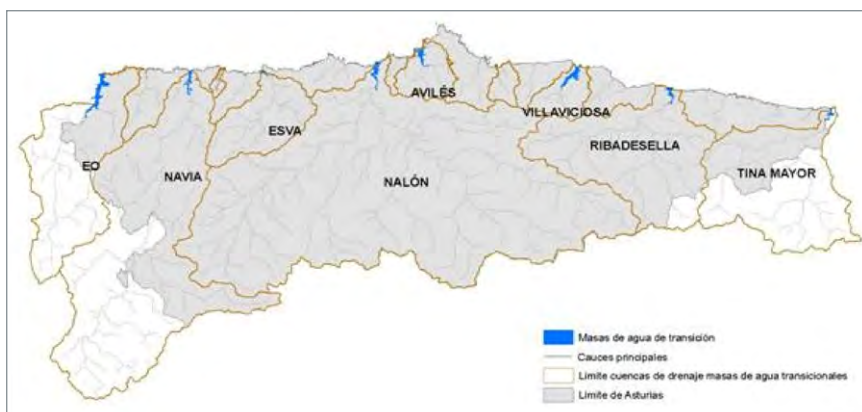 AVILÉS
VILLAVICIOSA
ESVA
RIBADESELLA
EO
NAVIA
NALÓN
TINA MAYOR
Masas de agua de transición
Cauces principales
Límite cuencas de drenaje masas de agua transicionales
Límite de Asturias